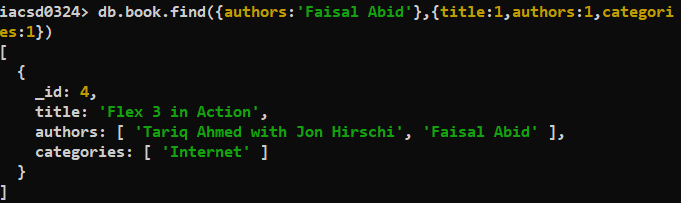 iacsd0324> db.book.find({authors:'Faisal Abid'},{title:1,authors:1,categori
es:1})
[
  {
    _id: 4,
    title: 'Flex 3 in Action',
    authors: [ 'Tariq Ahmed with Jon Hirschi', 'Faisal Abid' ],
    categories: [ 'Internet' ]
  }
]